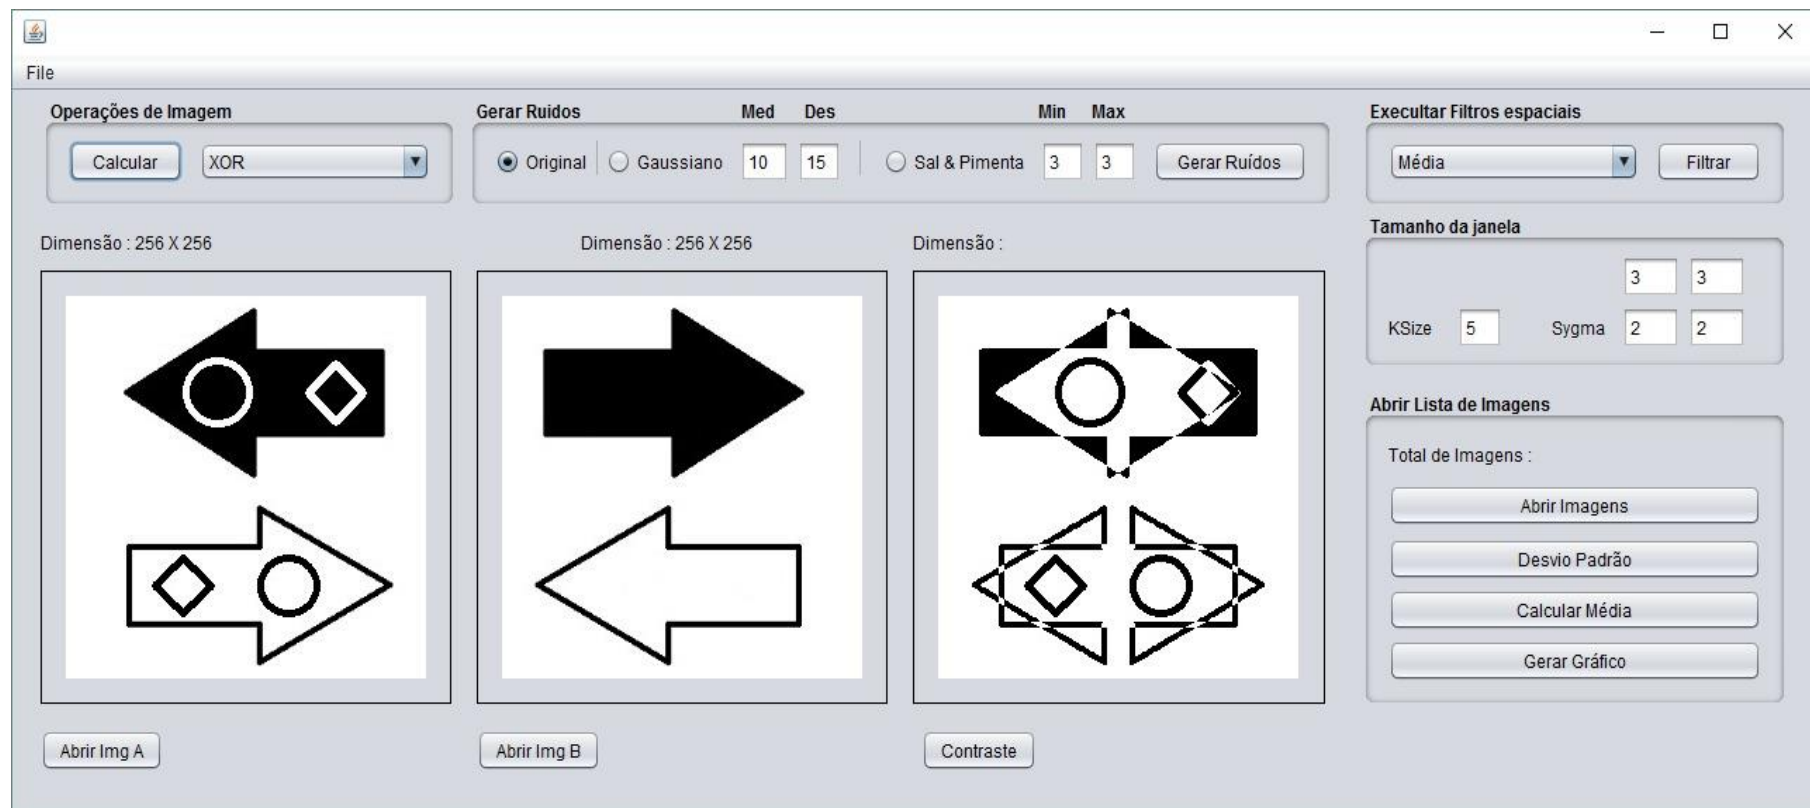 File
Operações de Imagem
Calcular XOR
Gerar Ruidos Med Des Min Max
Original Gaussiano 10 15 Sal & Pimenta 3 3 Gerar Ruídos
Execultar Filtros espaciais
Média Filtrar
Tamanho da janela
3 3
KSize 5 Sygma 2 2
Dimensão : 256 X 256
Dimensão : 256 X 256
Dimensão :
Abrir Lista de Imagens
Total de Imagens :
Abrir Imagens
Desvio Padrão
Calcular Média
Gerar Gráfico
Abrir Img A
Abrir Img B
Contraste